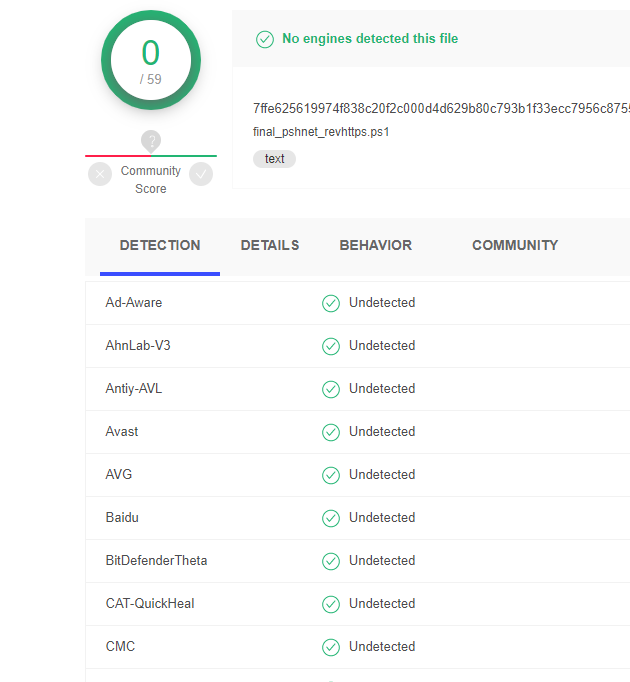 0
/ 59
?
Community
Score
No engines detected this file
7ffe625619974f838c20f2c000d4d629b80c793b1f33ecc7956c8755
final_pshnet_revhttps.ps1
text
DETECTION DETAILS BEHAVIOR COMMUNITY
Ad-Aware Undetected
AhnLab-V3 Undetected
Antiy-AVL Undetected
Avast Undetected
AVG Undetected
Baidu Undetected
BitDefenderTheta Undetected
CAT-QuickHeal Undetected
CMC Undetected